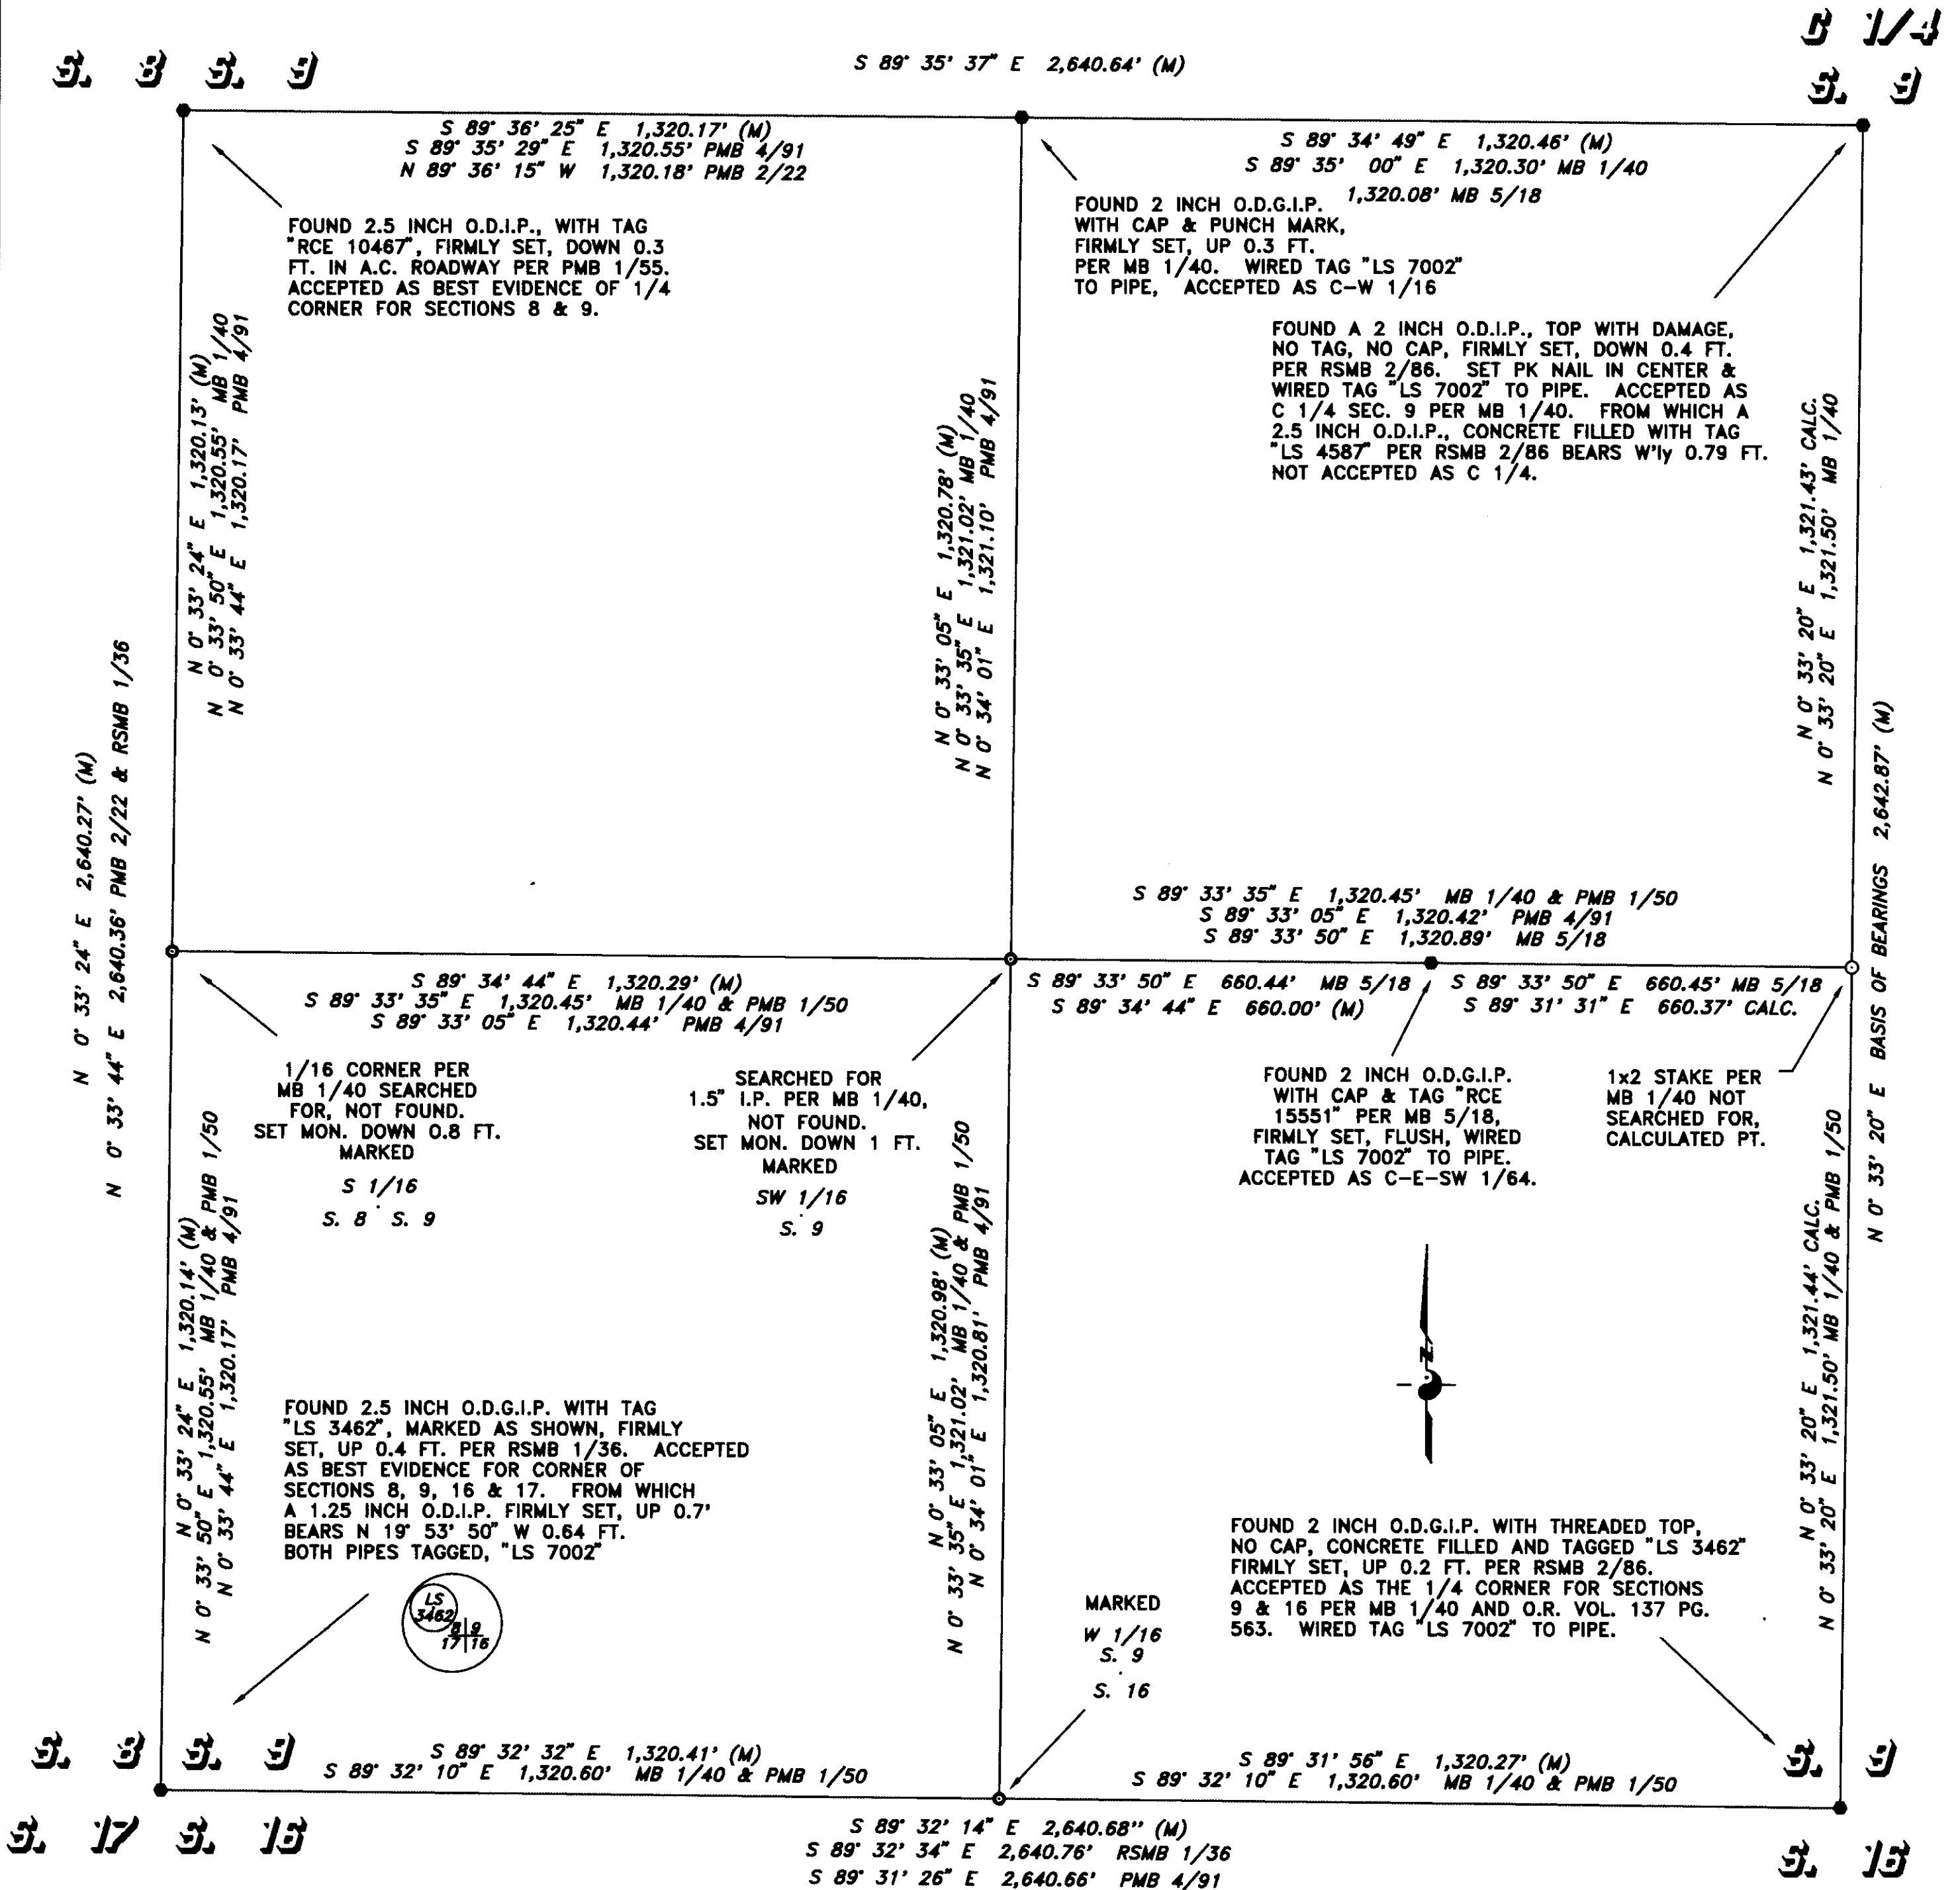 C 1/4
S. 8 S. 9
S 89° 35' 37" E 2,640.64' (M)
S. 9
S 89° 36' 25" E 1,320.17' (M)
S 89° 35' 29" E 1,320.55' PMB 4/91
N 89° 36' 15" W 1,320.18' PMB 2/22
S 89° 34' 49" E 1,320.46' (M)
S 89° 35' 00" E 1,320.30' MB 1/40
1,320.08' MB 5/18
FOUND 2.5 INCH O.D.I.P., WITH TAG
"RCE 10467", FIRMLY SET, DOWN 0.3
FT. IN A.C. ROADWAY PER PMB 1/55.
ACCEPTED AS BEST EVIDENCE OF 1/4
CORNER FOR SECTIONS 8 & 9.
FOUND 2 INCH O.D.G.I.P.
WITH CAP & PUNCH MARK,
FIRMLY SET, UP 0.3 FT.
PER MB 1/40. WIRED TAG "LS 7002"
TO PIPE, ACCEPTED AS C-W 1/16
FOUND A 2 INCH O.D.I.P., TOP WITH DAMAGE,
NO TAG, NO CAP, FIRMLY SET, DOWN 0.4 FT.
PER RSMB 2/86. SET PK NAIL IN CENTER &
WIRED TAG "LS 7002" TO PIPE. ACCEPTED AS
C 1/4 SEC. 9 PER MB 1/40. FROM WHICH A
2.5 INCH O.D.I.P., CONCRETE FILLED WITH TAG
"LS 4587" PER RSMB 2/86 BEARS W'ly 0.79 FT.
NOT ACCEPTED AS C 1/4.
N 0° 33' 24" E 2,640.27' (M)
N 0° 33' 44" E 2,640.36' PMB 2/22 & RSMB 1/36
N 0° 33' 24" E 1,320.13' (M)
N 0° 33' 50" E 1,320.55' MB 1/40
N 0° 33' 44" E 1,320.17' PMB 4/91
N 0° 33' 05" E 1,320.78' (M)
N 0° 33' 35" E 1,321.02' MB 1/40
N 0° 34' 01" E 1,321.10' PMB 4/91
N 0° 33' 20" E 1,321.43' CALC.
N 0° 33' 20" E 1,321.50' MB 1/40
N 0° 33' 20" E BASIS OF BEARINGS 2,642.87' (M)
S 89° 33' 35" E 1,320.45' MB 1/40 & PMB 1/50
S 89° 33' 05" E 1,320.42' PMB 4/91
S 89° 33' 50" E 1,320.89' MB 5/18
S 89° 34' 44" E 1,320.29' (M)
S 89° 33' 35" E 1,320.45' MB 1/40 & PMB 1/50
S 89° 33' 05" E 1,320.44' PMB 4/91
S 89° 33' 50" E 660.44' MB 5/18
S 89° 34' 44" E 660.00' (M)
S 89° 33' 50" E 660.45' MB 5/18
S 89° 31' 31" E 660.37' CALC.
1/16 CORNER PER
MB 1/40 SEARCHED
FOR, NOT FOUND.
SET MON. DOWN 0.8 FT.
MARKED
S 1/16
S. 8 S. 9
SEARCHED FOR
1.5" I.P. PER MB 1/40,
NOT FOUND.
SET MON. DOWN 1 FT.
MARKED
SW 1/16
S. 9
FOUND 2 INCH O.D.G.I.P.
WITH CAP & TAG "RCE
15551" PER MB 5/18,
FIRMLY SET, FLUSH, WIRED
TAG "LS 7002" TO PIPE.
ACCEPTED AS C-E-SW 1/64.
1x2 STAKE PER
MB 1/40 NOT
SEARCHED FOR,
CALCULATED PT.
N 0° 33' 24" E 1,320.14' (M)
N 0° 33' 50" E 1,320.55' MB 1/40 & PMB 1/50
N 0° 33' 44" E 1,320.17' PMB 4/91
N 0° 33' 05" E 1,320.98' (M)
N 0° 33' 35" E 1,321.02' MB 1/40 & PMB 1/50
N 0° 34' 01" E 1,320.81' PMB 4/91
N
N 0° 33' 20" E 1,321.44' CALC.
N 0° 33' 20" E 1,321.50' MB 1/40 & PMB 1/50
FOUND 2.5 INCH O.D.G.I.P. WITH TAG
"LS 3462", MARKED AS SHOWN, FIRMLY
SET, UP 0.4 FT. PER RSMB 1/36. ACCEPTED
AS BEST EVIDENCE FOR CORNER OF
SECTIONS 8, 9, 16 & 17. FROM WHICH
A 1.25 INCH O.D.I.P. FIRMLY SET, UP 0.7'
BEARS N 19° 53' 50" W 0.64 FT.
BOTH PIPES TAGGED, "LS 7002"
LS
3462
8 9
17 16
MARKED
W 1/16
S. 9
S. 16
FOUND 2 INCH O.D.G.I.P. WITH THREADED TOP,
NO CAP, CONCRETE FILLED AND TAGGED "LS 3462"
FIRMLY SET, UP 0.2 FT. PER RSMB 2/86.
ACCEPTED AS THE 1/4 CORNER FOR SECTIONS
9 & 16 PER MB 1/40 AND O.R. VOL. 137 PG.
563. WIRED TAG "LS 7002" TO PIPE.
S. 8 S. 9
S 89° 32' 32" E 1,320.41' (M)
S 89° 32' 10" E 1,320.60' MB 1/40 & PMB 1/50
S 89° 31' 56" E 1,320.27' (M)
S 89° 32' 10" E 1,320.60' MB 1/40 & PMB 1/50
S. 9
S. 17 S. 16
S 89° 32' 14" E 2,640.68'' (M)
S 89° 32' 34" E 2,640.76' RSMB 1/36
S 89° 31' 26" E 2,640.66' PMB 4/91
S. 16